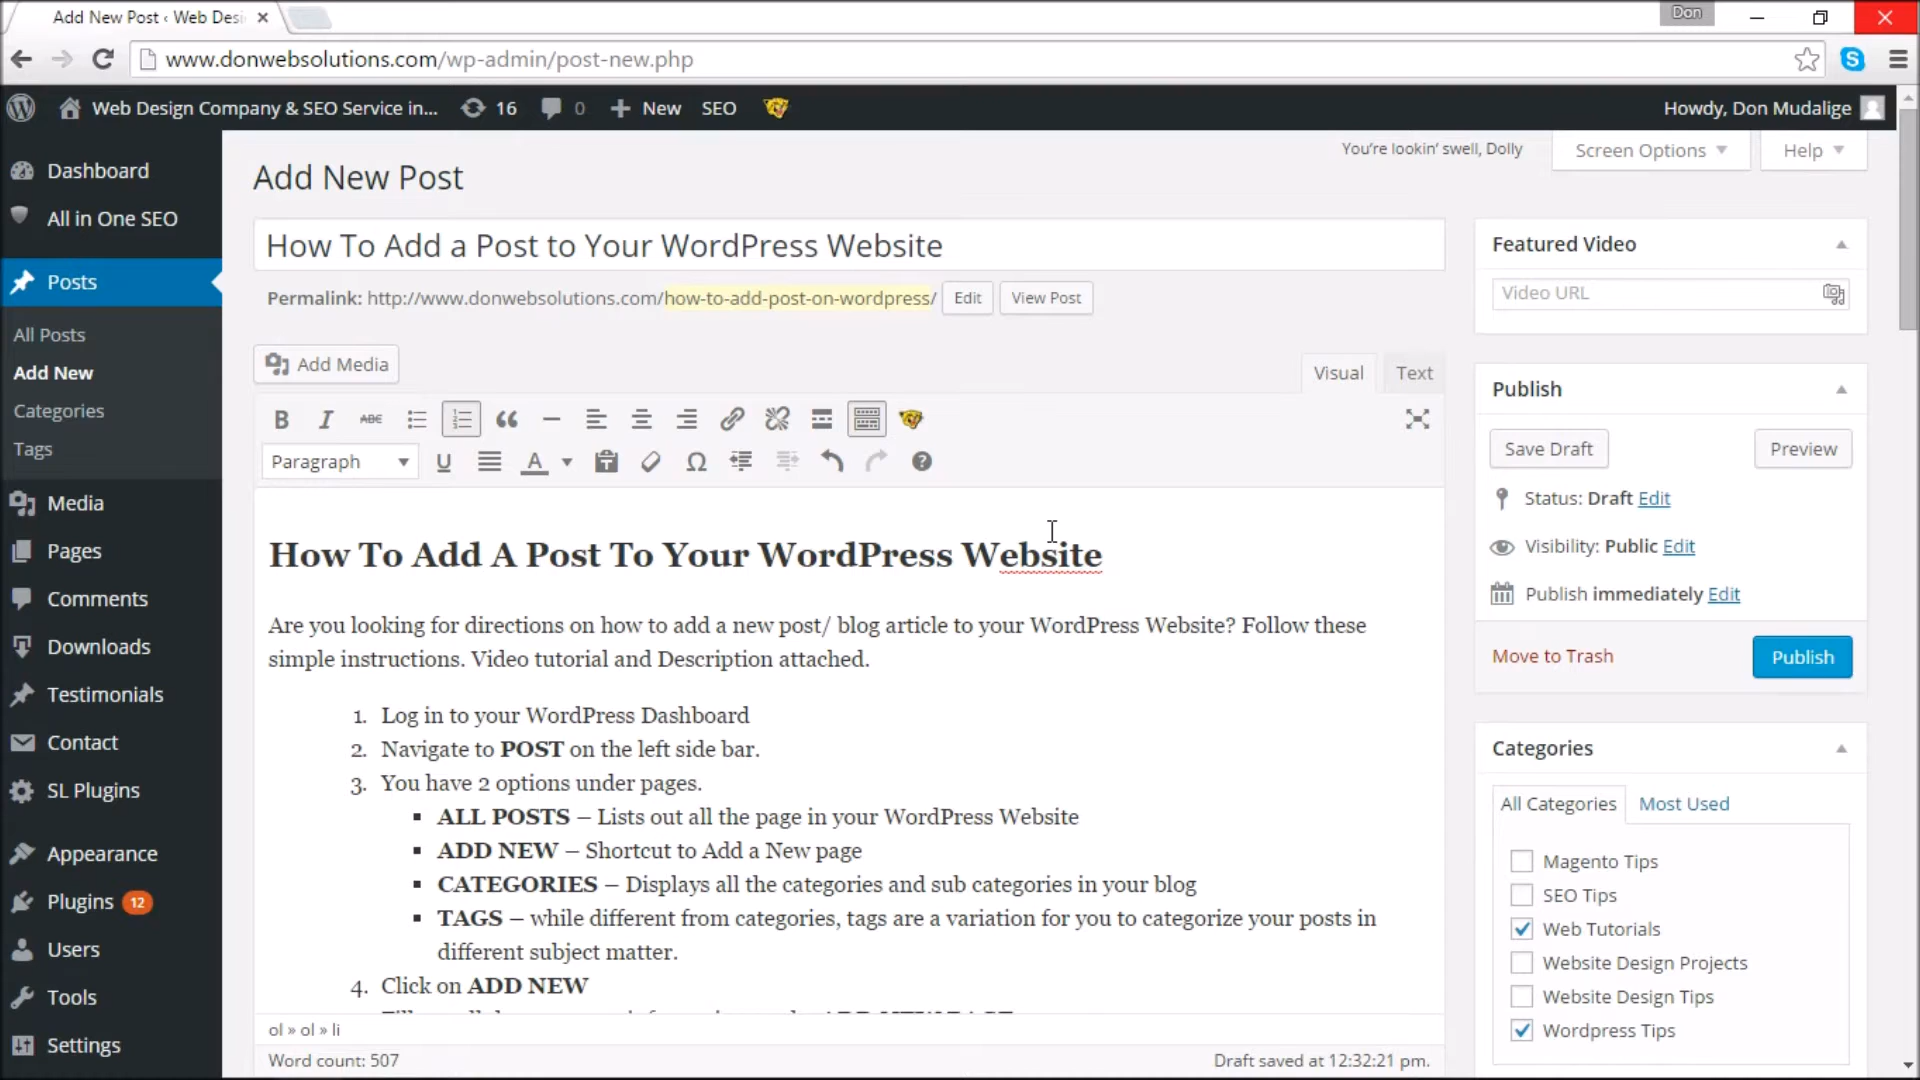 Add New Post ‹ Web Desi
Don
www.donwebsolutions.com/wp-admin/post-new.php
Web Design Company & SEO Service in... 16 0 New SEO Howdy, Don Mudalige
Dashboard
All in One SEO
Posts
All Posts
Add New
Categories
Tags
Media
Pages
Comments
Downloads
Testimonials
Contact
SL Plugins
Appearance
Plugins 12
Users
Tools
Settings
You're lookin' swell, Dolly Screen Options Help
Add New Post
How To Add a Post to Your WordPress Website
Permalink: http://www.donwebsolutions.com/how-to-add-post-on-wordpress/ Edit View Post
Add Media Visual Text
B I ABC
Paragraph U A Ω
How To Add A Post To Your WordPress Website
Are you looking for directions on how to add a new post/ blog article to your WordPress Website? Follow these
simple instructions. Video tutorial and Description attached.
1. Log in to your WordPress Dashboard
2. Navigate to POST on the left side bar.
3. You have 2 options under pages.
▪ ALL POSTS – Lists out all the page in your WordPress Website
▪ ADD NEW – Shortcut to Add a New page
▪ CATEGORIES – Displays all the categories and sub categories in your blog
▪ TAGS – while different from categories, tags are a variation for you to categorize your posts in
different subject matter.
4. Click on ADD NEW
ol » ol » li
Word count: 507 Draft saved at 12:32:21 pm.
Featured Video
Video URL
Publish
Save Draft Preview
Status: Draft Edit
Visibility: Public Edit
Publish immediately Edit
Move to Trash Publish
Categories
All Categories Most Used
Magento Tips
SEO Tips
Web Tutorials
Website Design Projects
Website Design Tips
Wordpress Tips